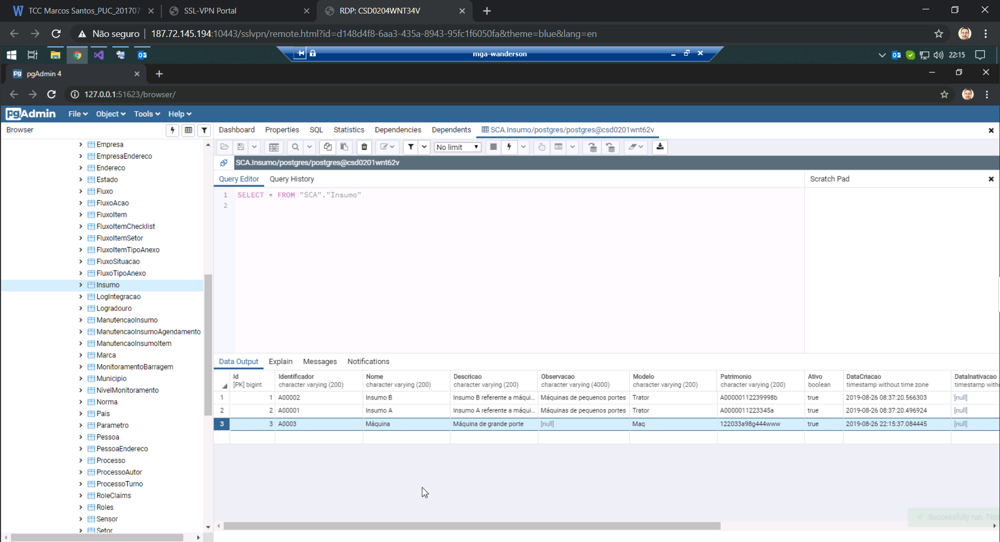 TCC Marcos Santos_PUC_201707
SSL-VPN Portal
RDP: CSD0204WNT34V
Não seguro
187.72.145.194:10443/sslvpn/remote.html?id=d148d4f8-6aa3-435a-8943-95fc1f6050fa&theme=blue&lang=en
mga-wanderson
22:15
pgAdmin 4
127.0.0.1:51623/browser/
pgAdmin File Object Tools Help
Browser
Dashboard Properties SQL Statistics Dependencies Dependents SCA.Insumo/postgres/postgres@csd0201wnt62v
No limit
SCA.Insumo/postgres/postgres@csd0201wnt62v
Query Editor Query History
Scratch Pad
1 SELECT * FROM "SCA"."Insumo"
2
Empresa
EmpresaEndereco
Endereco
Estado
Fluxo
FluxoAcao
FluxoItem
FluxoItemChecklist
FluxoItemSetor
FluxoItemTipoAnexo
FluxoSituacao
FluxoTipoAnexo
Insumo
LogIntegracao
Logradouro
ManutencaoInsumo
ManutencaoInsumoAgendamento
ManutencaoInsumoItem
Marca
MonitoramentoBarragem
Municipio
NivelMonitoramento
Norma
Pais
Parametro
Pessoa
PessoaEndereco
Processo
ProcessoAutor
ProcessoTurno
RoleClaims
Roles
Sensor
Setor
Data Output Explain Messages Notifications
Id Identificador Nome Descricao Observacao Modelo Patrimonio Ativo DataCriacao DataInativacao
[PK] bigint character varying (200) character varying (200) character varying (200) character varying (4000) character varying (200) character varying (200) boolean timestamp without time zone timestamp with
1 1 A00002 Insumo B Insumo B referente a máqui... Máquinas de pequenos portes Trator A00000112239998b true 2019-08-26 08:37:20.566303 [null]
2 2 A00001 Insumo A Insumo A referente a máqui... Máquinas de pequenos portes Trator A0000011223345a true 2019-08-26 08:37:20.496924 [null]
3 3 A0003 Máquina Máquina de grande porte [null] Maq 122033a98g444www true 2019-08-26 22:15:37.084445 [null]
Successfully run. Tota